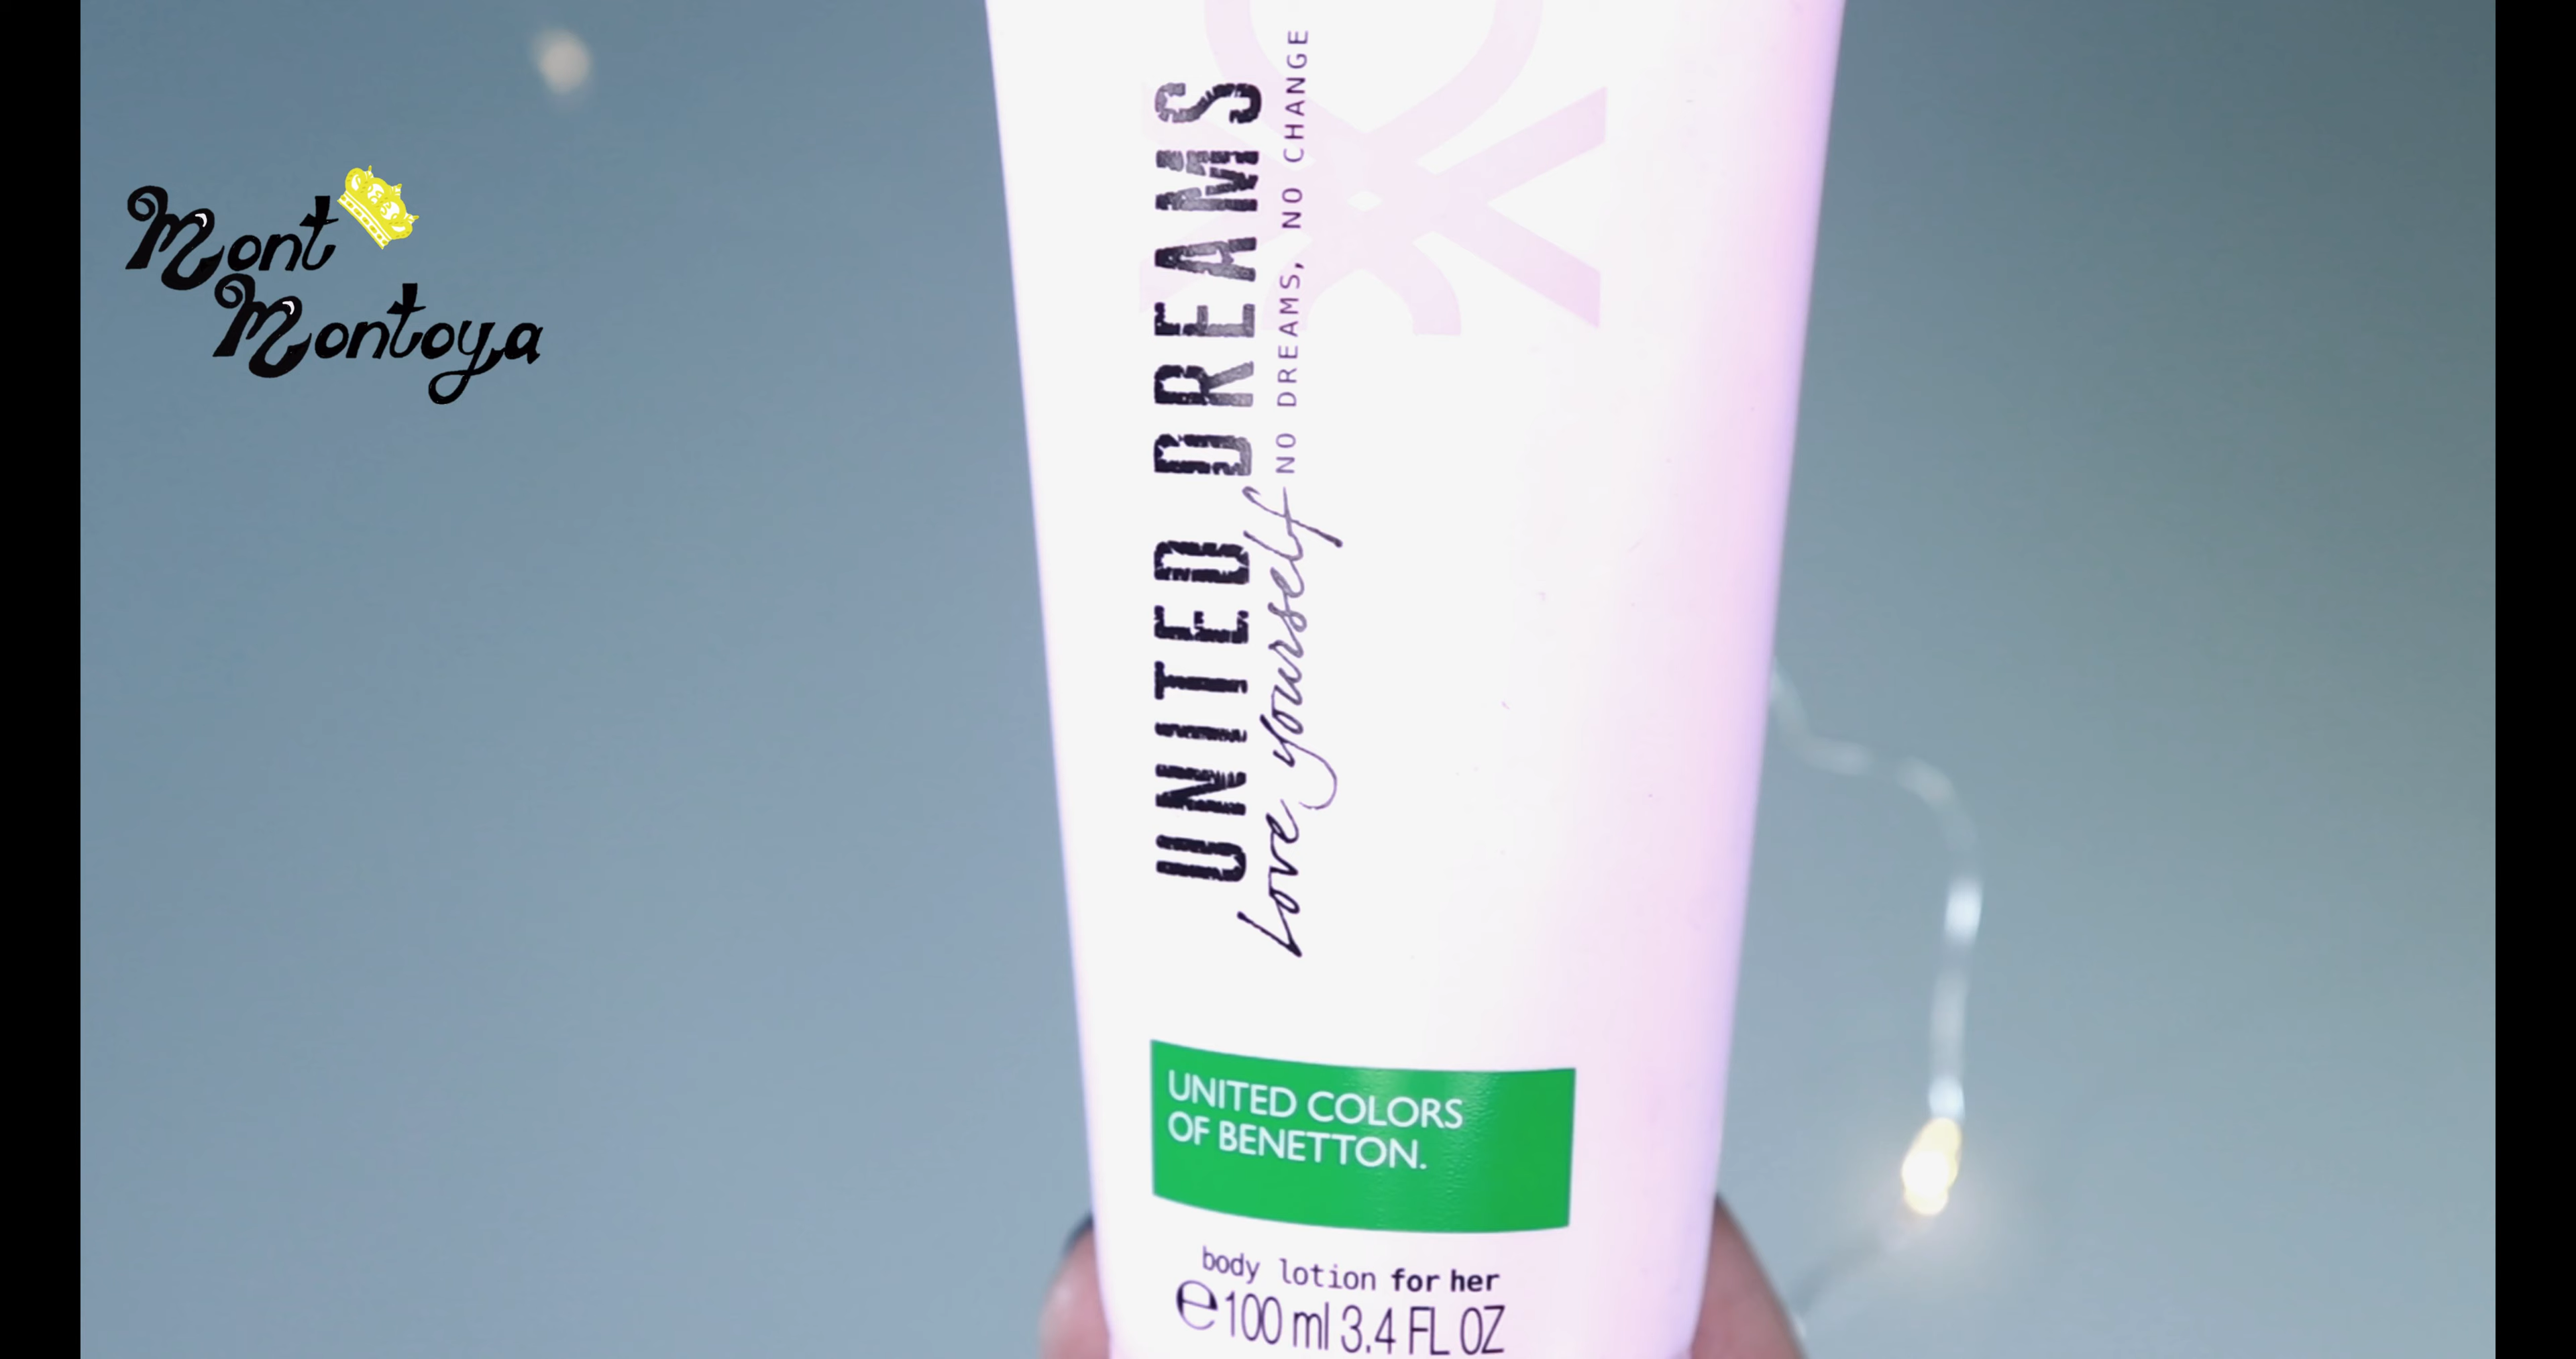 Mont
Montoya
UNITED DREAMS
Love yourself NO DREAMS, NO CHANGE
UNITED COLORS
OF BENETTON.
body lotion for her
℮100 ml 3.4 FL OZ